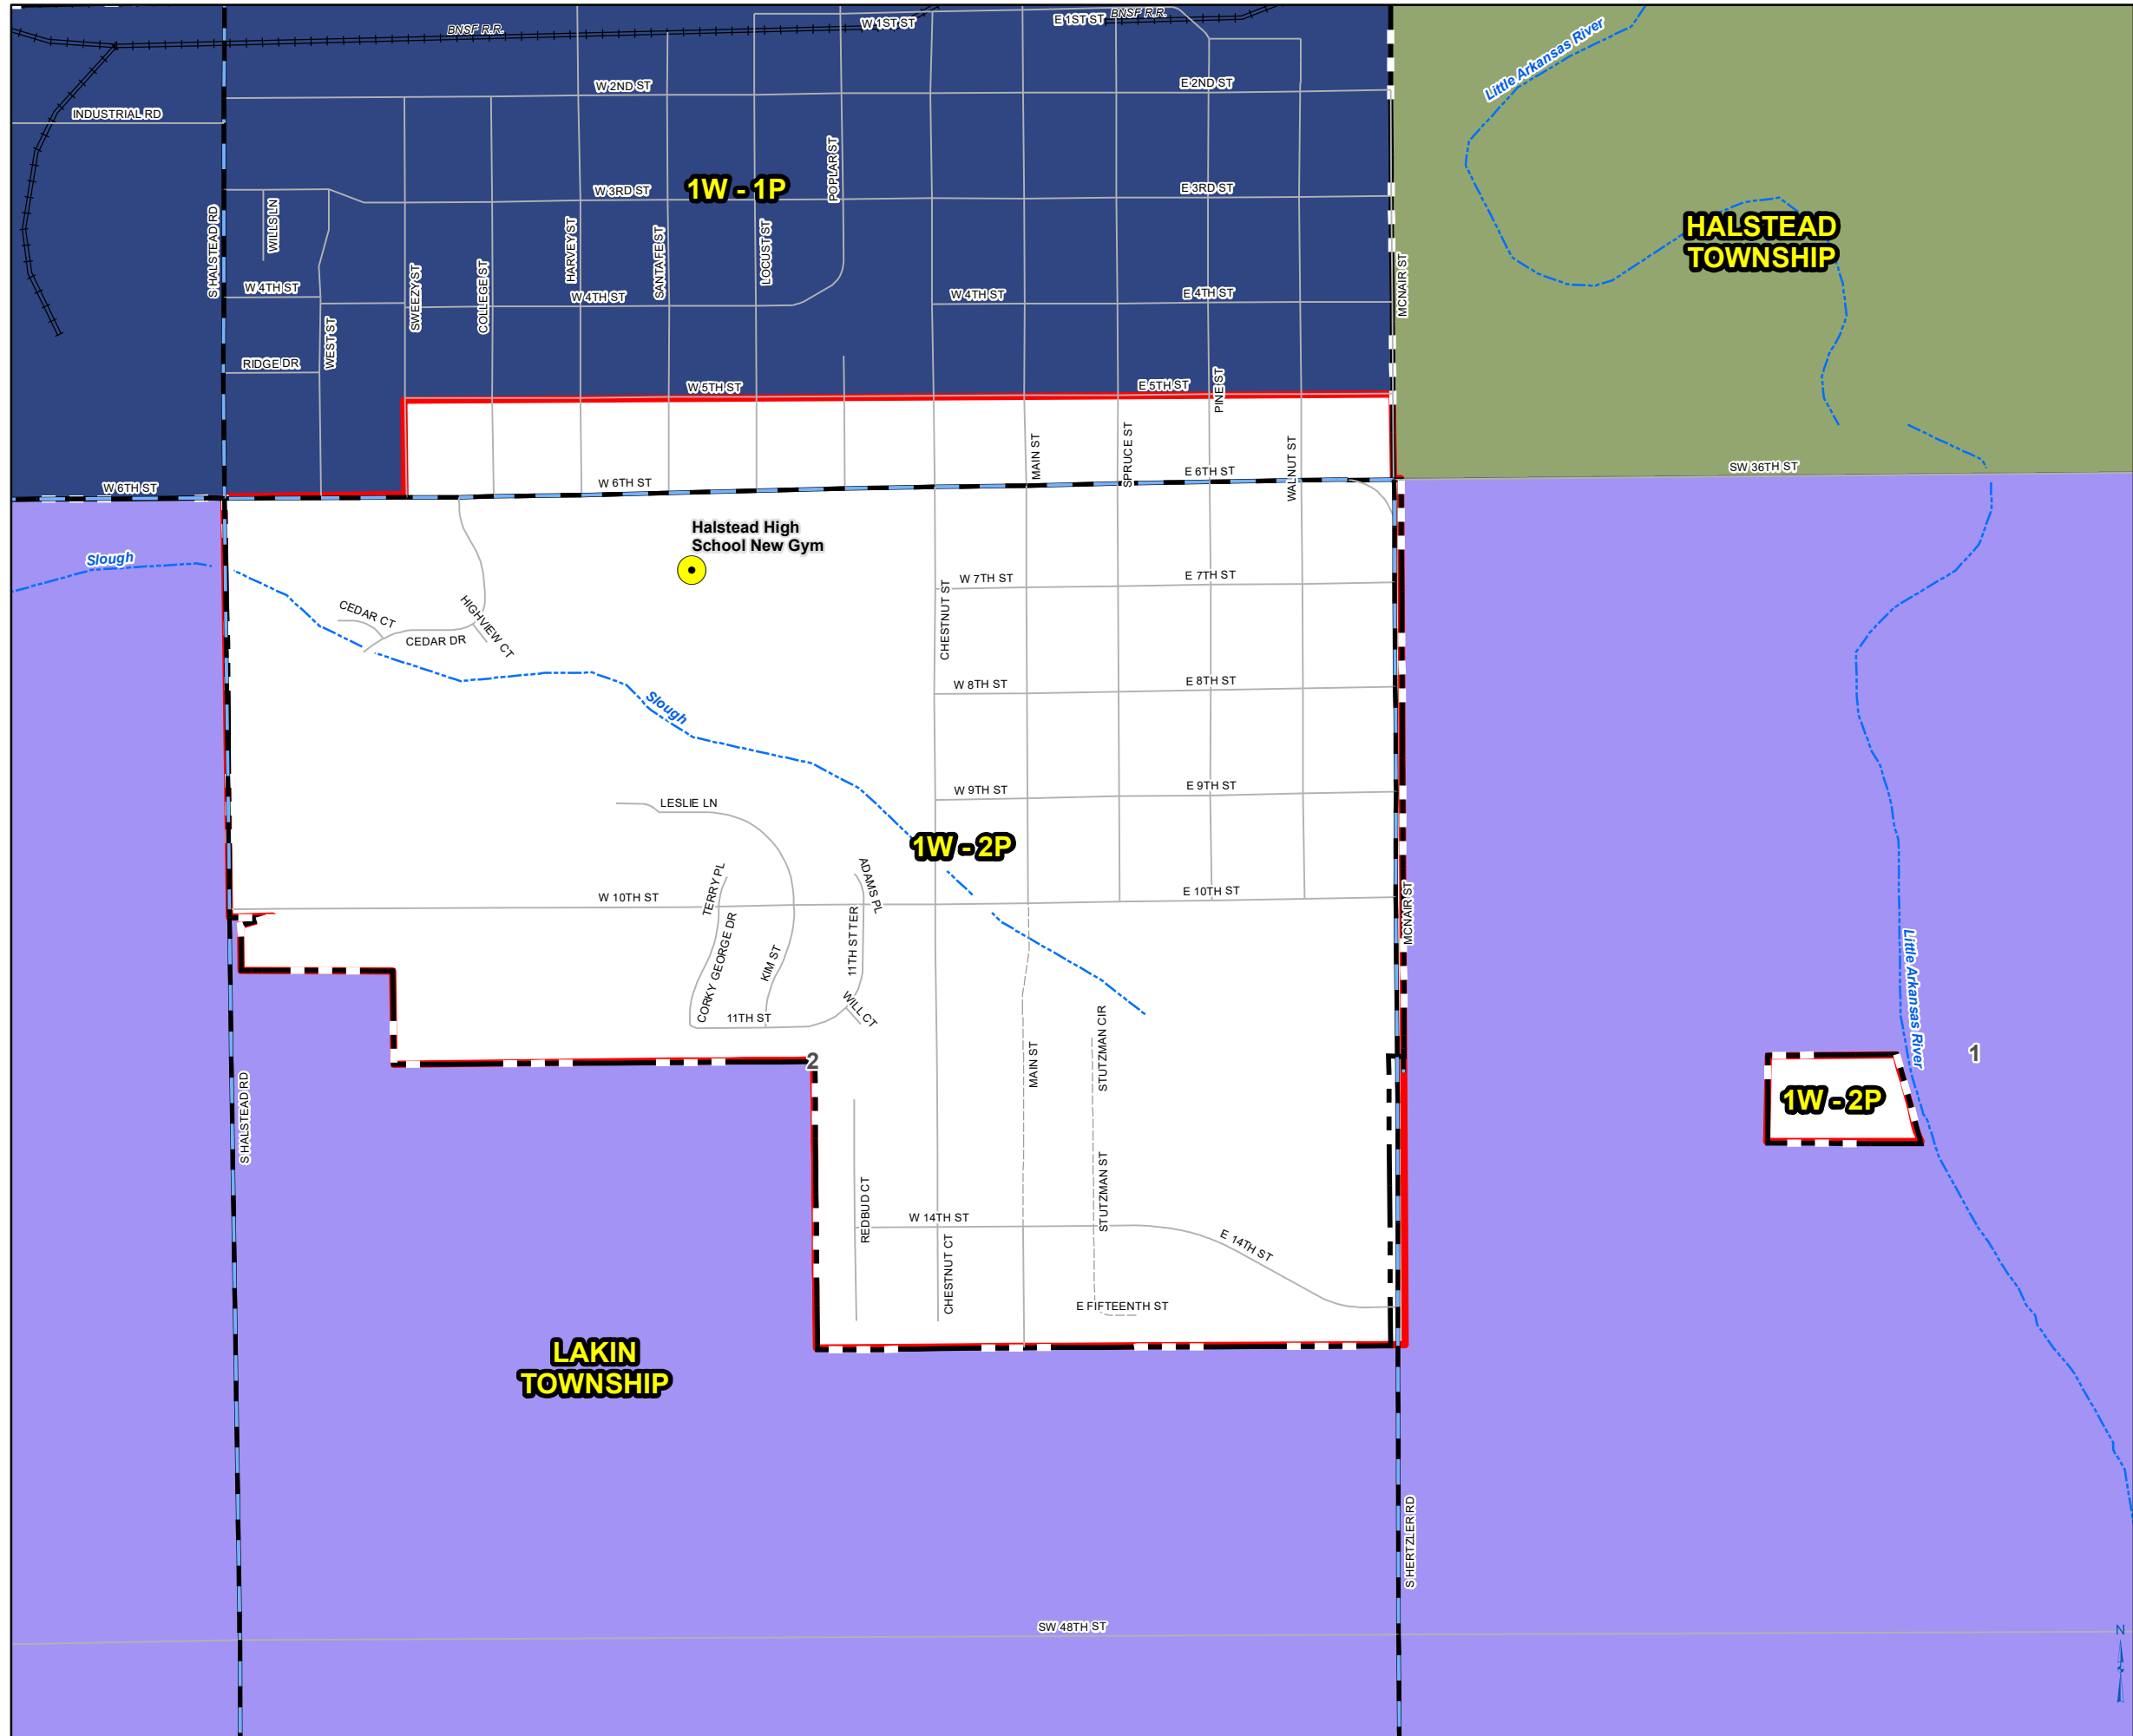 BNSF R.R.
W 1ST ST
E 1ST ST
BNSF R.R.
Little Arkansas River
W 2ND ST
E 2ND ST
INDUSTRIAL RD
POPLAR ST
1W - 1P
W 3RD ST
E 3RD ST
S HALSTEAD RD
WILLS LN
HARVEY ST
SANTA FE ST
LOCUST ST
HALSTEAD
TOWNSHIP
SWEEZY ST
COLLEGE ST
MCNAIR ST
W 4TH ST
W 4TH ST
W 4TH ST
E 4TH ST
WEST ST
RIDGE DR
W 5TH ST
E 5TH ST
PINE ST
MAIN ST
SPRUCE ST
WALNUT ST
W 6TH ST
W 6TH ST
E 6TH ST
SW 36TH ST
Halstead High
School New Gym
Slough
W 7TH ST
E 7TH ST
CHESTNUT ST
CEDAR CT
HIGHVIEW CT
CEDAR DR
W 8TH ST
E 8TH ST
Slough
W 9TH ST
E 9TH ST
LESLIE LN
1W - 2P
TERRY PL
ADAMS PL
W 10TH ST
E 10TH ST
MCNAIR ST
CORKY GEORGE DR
KIM ST
11TH ST TER
Little Arkansas River
11TH ST
WILL CT
2
1
MAIN ST
STUTZMAN CIR
S HALSTEAD RD
1W - 2P
REDBUD CT
STUTZMAN ST
W 14TH ST
E 14TH ST
CHESTNUT CT
E FIFTEENTH ST
LAKIN
TOWNSHIP
S HERTZLER RD
SW 48TH ST
N